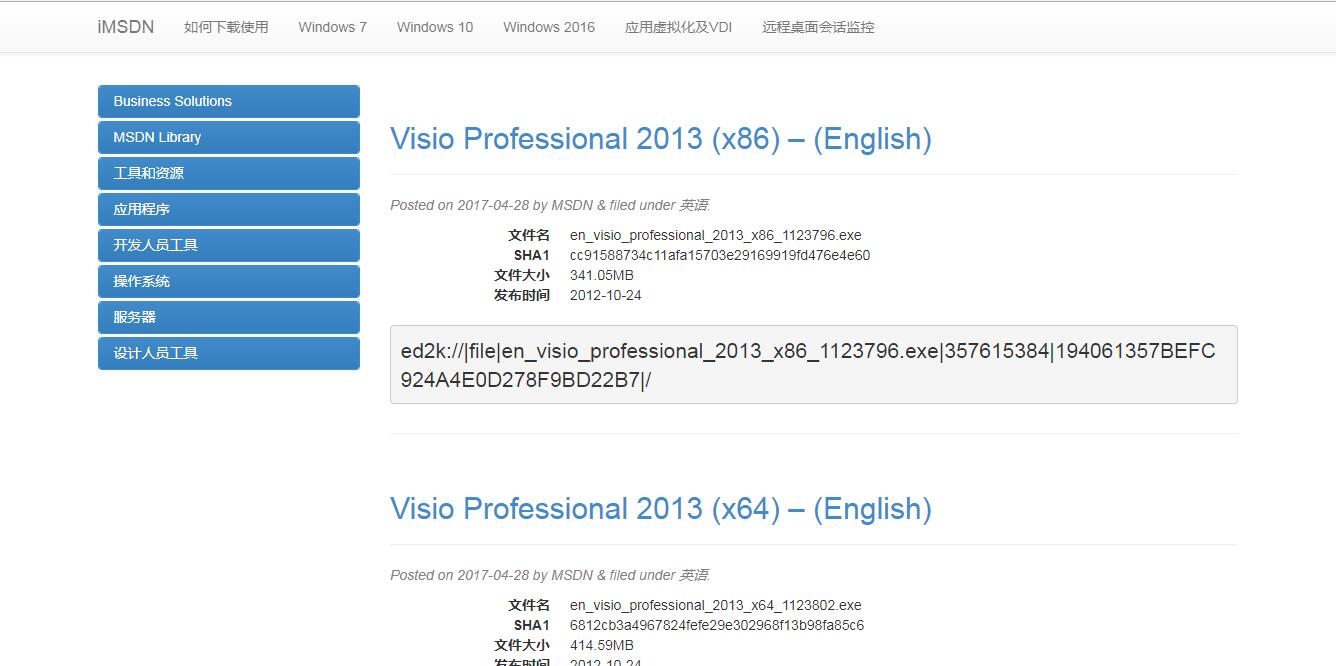 iMSDN 如何下载使用 Windows 7 Windows 10 Windows 2016 应用虚拟化及VDI 远程桌面会话监控
Business Solutions
MSDN Library
工具和资源
应用程序
开发人员工具
操作系统
服务器
设计人员工具
Visio Professional 2013 (x86) – (English)
Posted on 2017-04-28 by MSDN & filed under 英语.
文件名 en_visio_professional_2013_x86_1123796.exe
SHA1 cc91588734c11afa15703e29169919fd476e4e60
文件大小 341.05MB
发布时间 2012-10-24
ed2k://|file|en_visio_professional_2013_x86_1123796.exe|357615384|194061357BEFC
924A4E0D278F9BD22B7|/
Visio Professional 2013 (x64) – (English)
Posted on 2017-04-28 by MSDN & filed under 英语.
文件名 en_visio_professional_2013_x64_1123802.exe
SHA1 6812cb3a4967824fefe29e302968f13b98fa85c6
文件大小 414.59MB
发布时间 2012-10-24